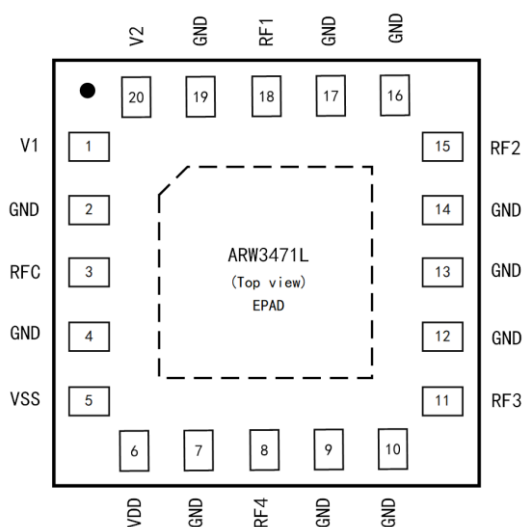 V2 GND RF1 GND GND
20 19 18 17 16
V1 1 15 RF2
GND 2 14 GND
ARW3471L
RFC 3 13 GND
(Top view)
EPAD
GND 4 12 GND
VSS 5 11 RF3
6 7 8 9 10
VDD GND RF4 GND GND